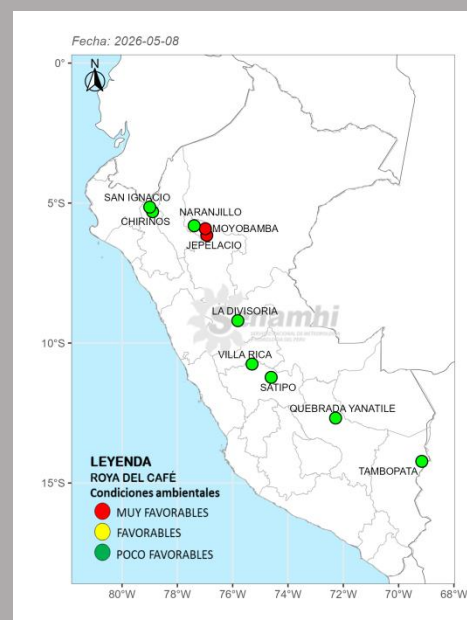 Fecha: 2026-05-08
N
0°
SAN IGNACIO
5°S
CHIRINOS
NARANJILLO
MOYOBAMBA
JEPELACIO
LA DIVISORIA
Senamhi
10°S
VILLA RICA
SATIPO
QUEBRADA YANATILE
TAMBOPATA
15°S
LEYENDA
ROYA DEL CAFÉ
Condiciones ambientales
MUY FAVORABLES
FAVORABLES
POCO FAVORABLES
80°W 78°W 76°W 74°W 72°W 70°W 68°W